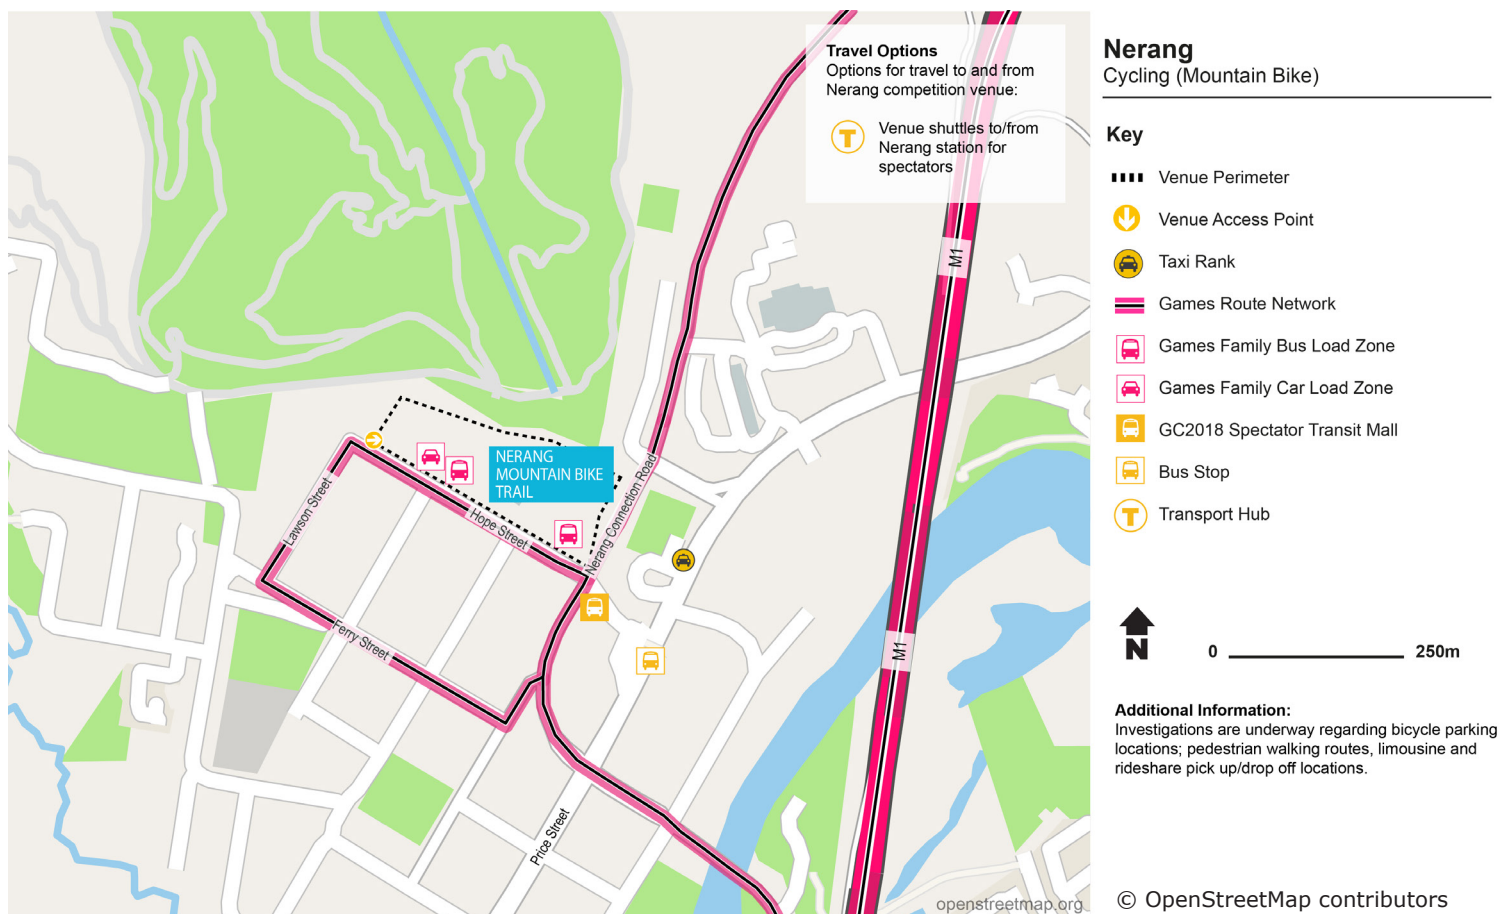 Travel Options
Options for travel to and from
Nerang competition venue:
T
Venue shuttles to/from
Nerang station for
spectators
M1
NERANG
MOUNTAIN BIKE
TRAIL
Nerang Connection Road
Lawson Street
Hope Street
Ferry Street
M1
Price Street
openstreetmap.org
Nerang
Cycling (Mountain Bike)
Key
Venue Perimeter
Venue Access Point
Taxi Rank
Games Route Network
Games Family Bus Load Zone
Games Family Car Load Zone
GC2018 Spectator Transit Mall
Bus Stop
T Transport Hub
N
0 250m
Additional Information:
Investigations are underway regarding bicycle parking
locations; pedestrian walking routes, limousine and
rideshare pick up/drop off locations.
© OpenStreetMap contributors